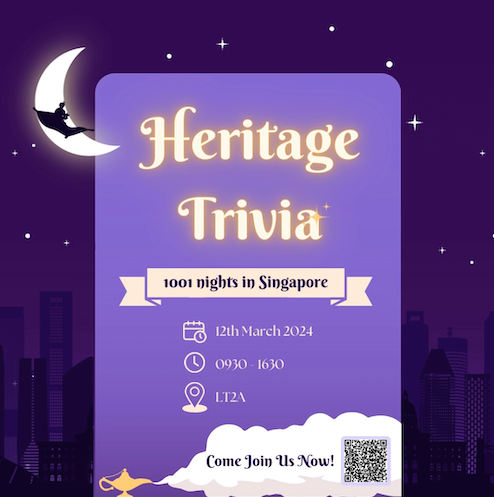 Heritage
Trivia
1001 nights in Singapore
12th March 2024
0930 - 1630
LT2A
Come Join Us Now!